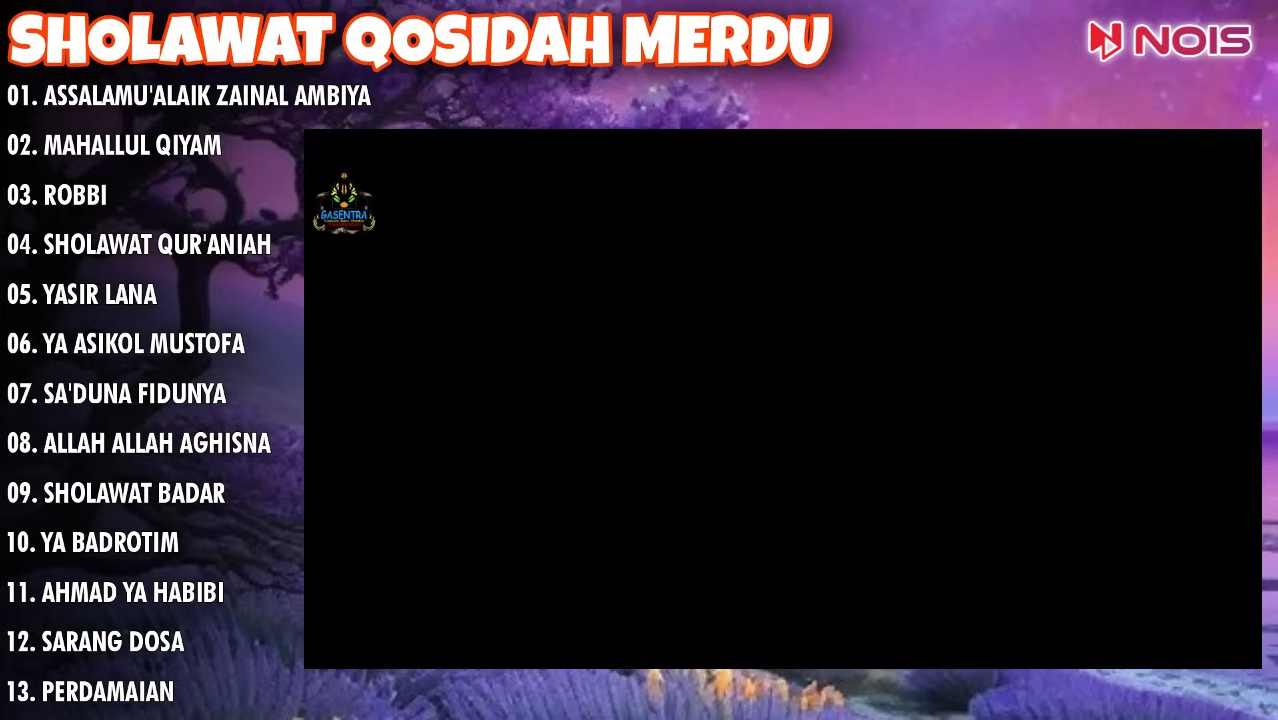 SHOLAWAT QOSIDAH MERDU
NOIS
01. ASSALAMU'ALAIK ZAINAL AMBIYA
02. MAHALLUL QIYAM
03. ROBBI
04. SHOLAWAT QUR'ANIAH
05. YASIR LANA
06. YA ASIKOL MUSTOFA
07. SA'DUNA FIDUNYA
08. ALLAH ALLAH AGHISNA
09. SHOLAWAT BADAR
10. YA BADROTIM
11. AHMAD YA HABIBI
12. SARANG DOSA
13. PERDAMAIAN
GASENTRA